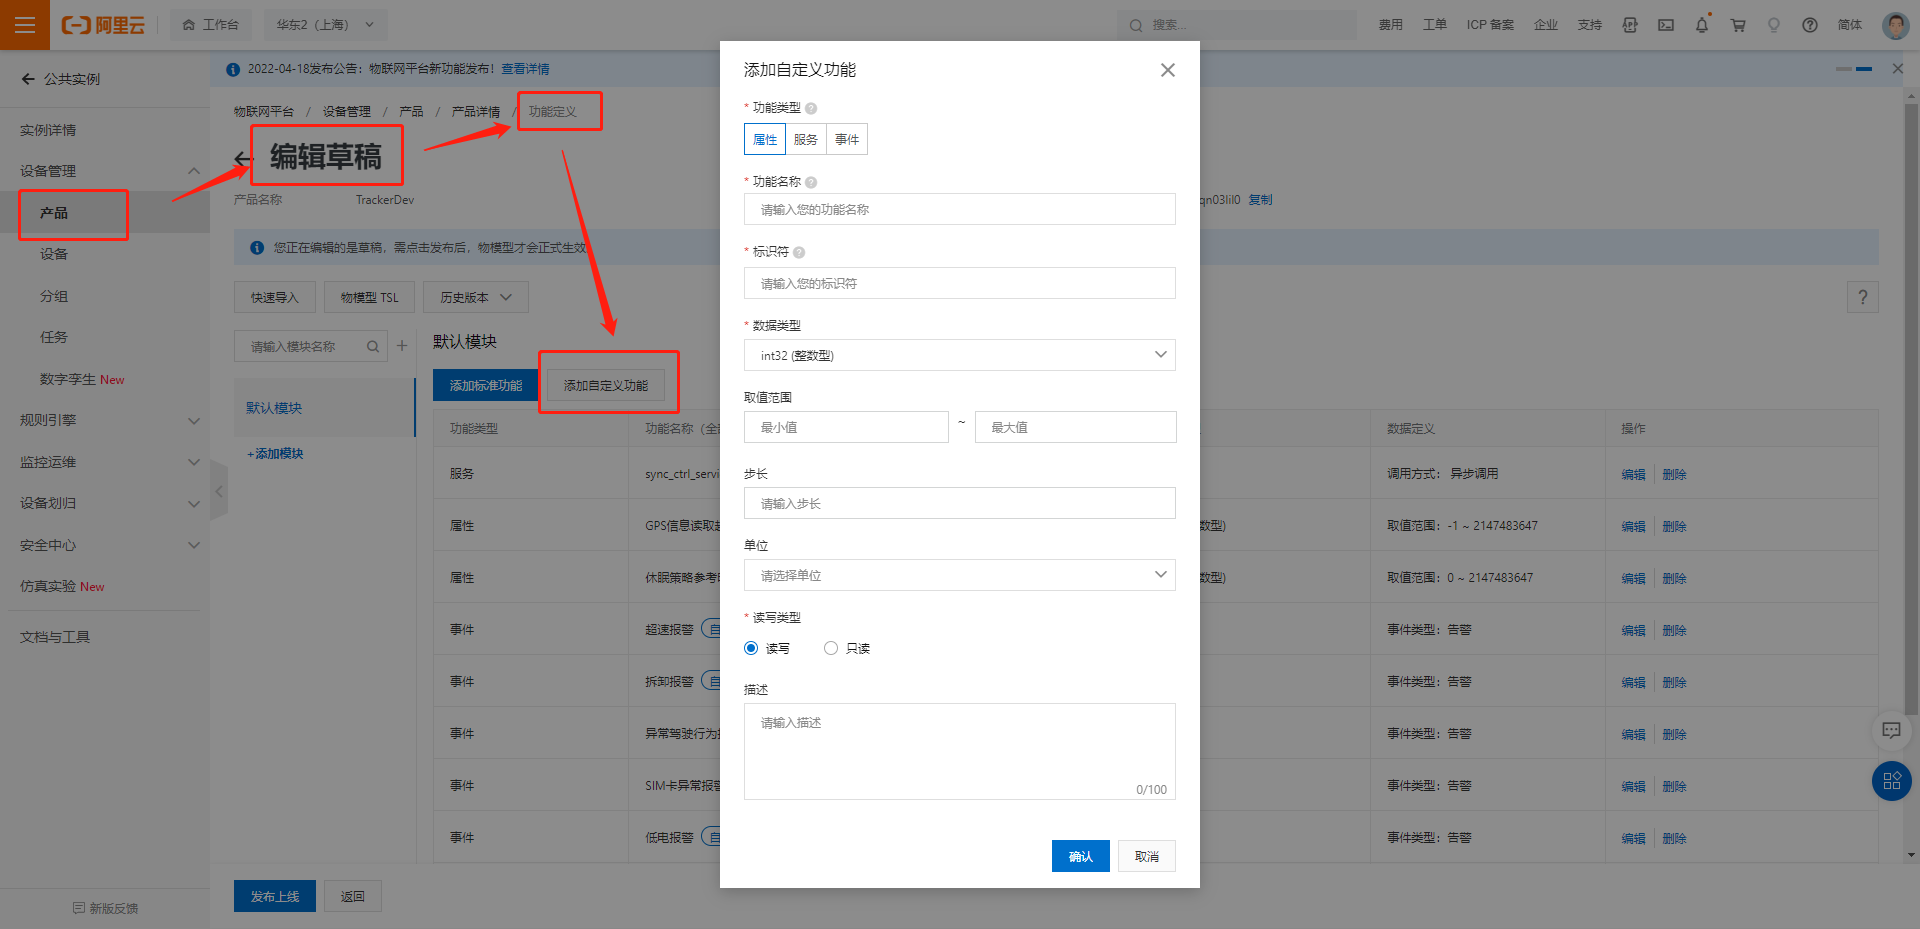 阿里云
工作台
华东2（上海）
搜索...
费用
工单
ICP 备案
企业
支持
简体
公共实例
2022-04-18发布公告：物联网平台新功能发布！查看详情
实例详情
设备管理
产品
设备
分组
任务
数字孪生 New
规则引擎
监控运维
设备划归
安全中心
仿真实验 New
文档与工具
新版反馈
物联网平台 / 设备管理 / 产品 / 产品详情 / 功能定义
编辑草稿
产品名称
TrackerDev
qn03lil0 复制
您正在编辑的是草稿，需点击发布后，物模型才会正式生效
快速导入
物模型 TSL
历史版本
?
请输入模块名称
默认模块
+添加模块
默认模块
添加标准功能
添加自定义功能
功能类型
功能名称（全
数据定义
操作
服务
sync_ctrl_servi
调用方式： 异步调用
编辑 删除
属性
GPS信息读取
数型)
取值范围：-1 ~ 2147483647
编辑 删除
属性
休眠策略参考
数型)
取值范围：0 ~ 2147483647
编辑 删除
事件
超速报警 自
事件类型：告警
编辑 删除
事件
拆卸报警 自
事件类型：告警
编辑 删除
事件
异常驾驶行为
事件类型：告警
编辑 删除
事件
SIM卡异常报警
事件类型：告警
编辑 删除
事件
低电报警 自
事件类型：告警
编辑 删除
发布上线
返回
添加自定义功能
* 功能类型
属性
服务
事件
* 功能名称
请输入您的功能名称
* 标识符
请输入您的标识符
* 数据类型
int32 (整数型)
取值范围
最小值
~
最大值
步长
请输入步长
单位
请选择单位
* 读写类型
读写
只读
描述
请输入描述
0/100
确认
取消